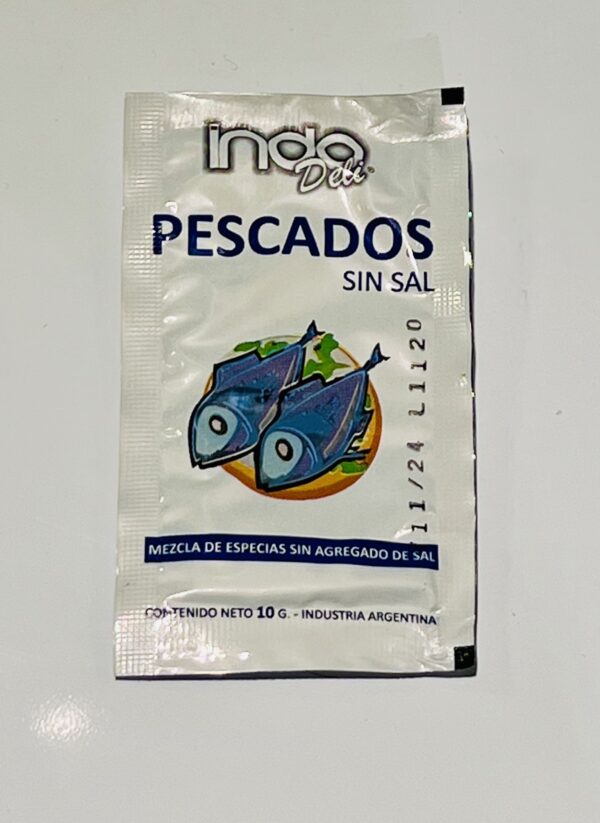 indo
Deli
PESCADOS
SIN SAL
11/24 L1120
MEZCLA DE ESPECIAS SIN AGREGADO DE SAL
CONTENIDO NETO 10 G. - INDUSTRIA ARGENTINA